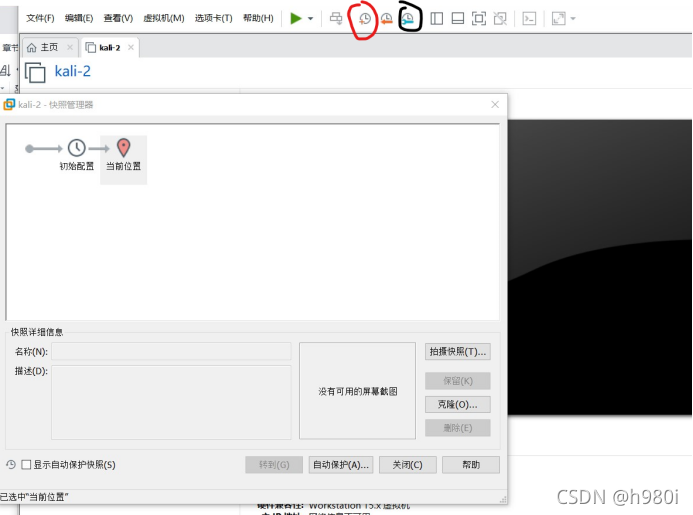 文件(F) 编辑(E) 查看(V) 虚拟机(M) 选项卡(T) 帮助(H)
章节
主页 × kali-2 ×
kali-2
kali-2 - 快照管理器
初始配置 当前位置
快照详细信息
名称(N):
描述(D):
没有可用的屏幕截图
拍摄快照(T)...
保留(K)
克隆(O)...
删除(E)
显示自动保护快照(S)
转到(G) 自动保护(A)... 关闭(C) 帮助
已选中"当前位置"
硬件兼容性: Workstation 15.x 虚拟机
CSDN @h980i